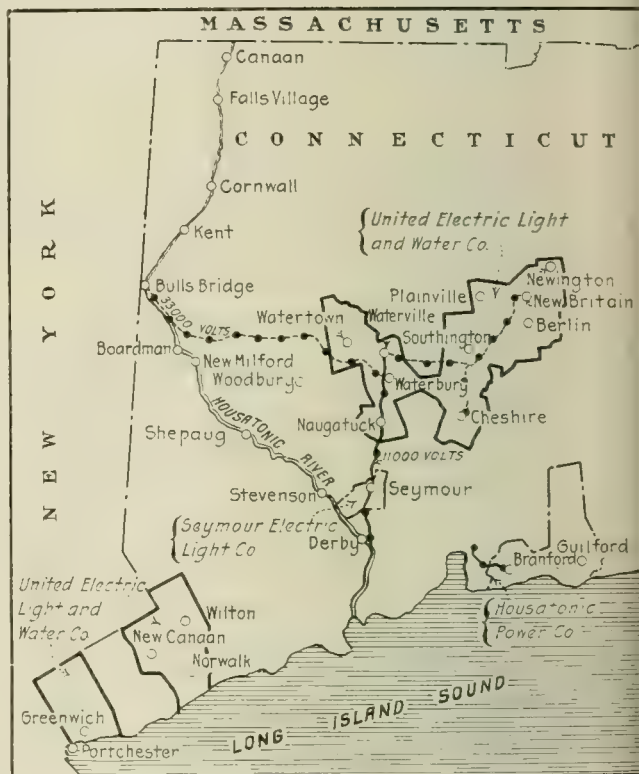 MASSACHUSETTS
Canaan
Falls Village
CONNECTICUT
Cornwall
NEW YORK
Kent
United Electric Light
and Water Co.
Bulls Bridge
33000 VOLTS
Newington
Plainville
New Britain
Waterville
Watertown
Southington
Berlin
Boardman
New Milford
Woodbury
Waterbury
Cheshire
Naugatuck
HOUSATONIC RIVER
Shepaug
11000 VOLTS
Stevenson
Seymour
Seymour Electric
Light Co
Derby
Guilford
Branford
United Electric
Light and
Water Co.
Wilton
New Canaan
Norwalk
Housatonic
Power Co
Greenwich
Portchester
LONG ISLAND SOUND